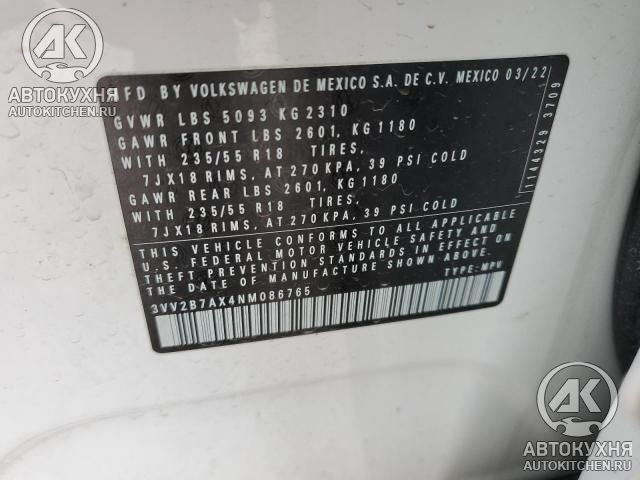 AK
АВТОКУХНЯ
AUTOKITCHEN.RU
MFD BY VOLKSWAGEN DE MEXICO S.A. DE C.V. MEXICO 03/22
GVWR LBS 5093 KG 2310
GAWR FRONT LBS 2601, KG 1180
WITH 235/55 R18 TIRES,
7JX18 RIMS, AT 270 KPA, 39 PSI COLD
GAWR REAR LBS 2601, KG 1180
WITH 235/55 R18 TIRES,
7JX18 RIMS, AT 270 KPA, 39 PSI COLD
THIS VEHICLE CONFORMS TO ALL APPLICABLE
U.S. FEDERAL MOTOR VEHICLE SAFETY AND
THEFT PREVENTION STANDARDS IN EFFECT ON
THE DATE OF MANUFACTURE SHOWN ABOVE.
3VV2B7AX4NM086765 TYPE: MPV
1144329 3709
AK
АВТОКУХНЯ
AUTOKITCHEN.RU